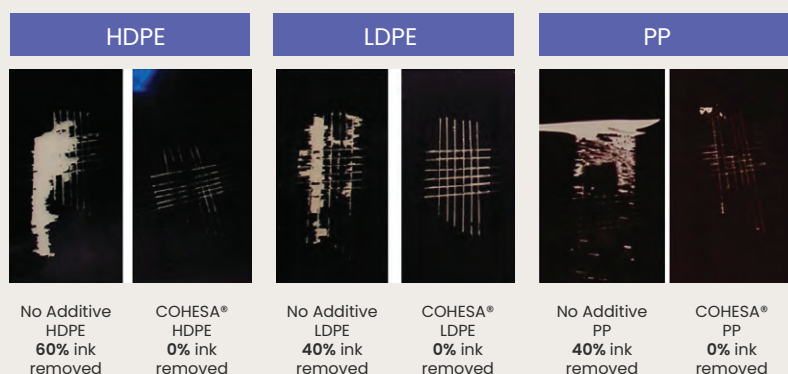 HDPE
LDPE
PP
No Additive
HDPE
60% ink
removed
COHESA®
HDPE
0% ink
removed
No Additive
LDPE
40% ink
removed
COHESA®
LDPE
0% ink
removed
No Additive
PP
40% ink
removed
COHESA®
PP
0% ink
removed